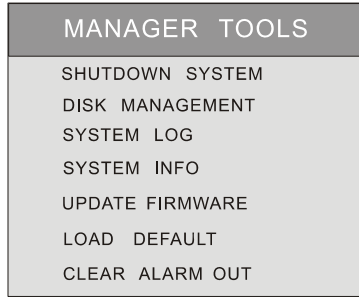 MANAGER TOOLS
SHUTDOWN SYSTEM
DISK MANAGEMENT
SYSTEM LOG
SYSTEM INFO
UPDATE FIRMWARE
LOAD DEFAULT
CLEAR ALARM OUT